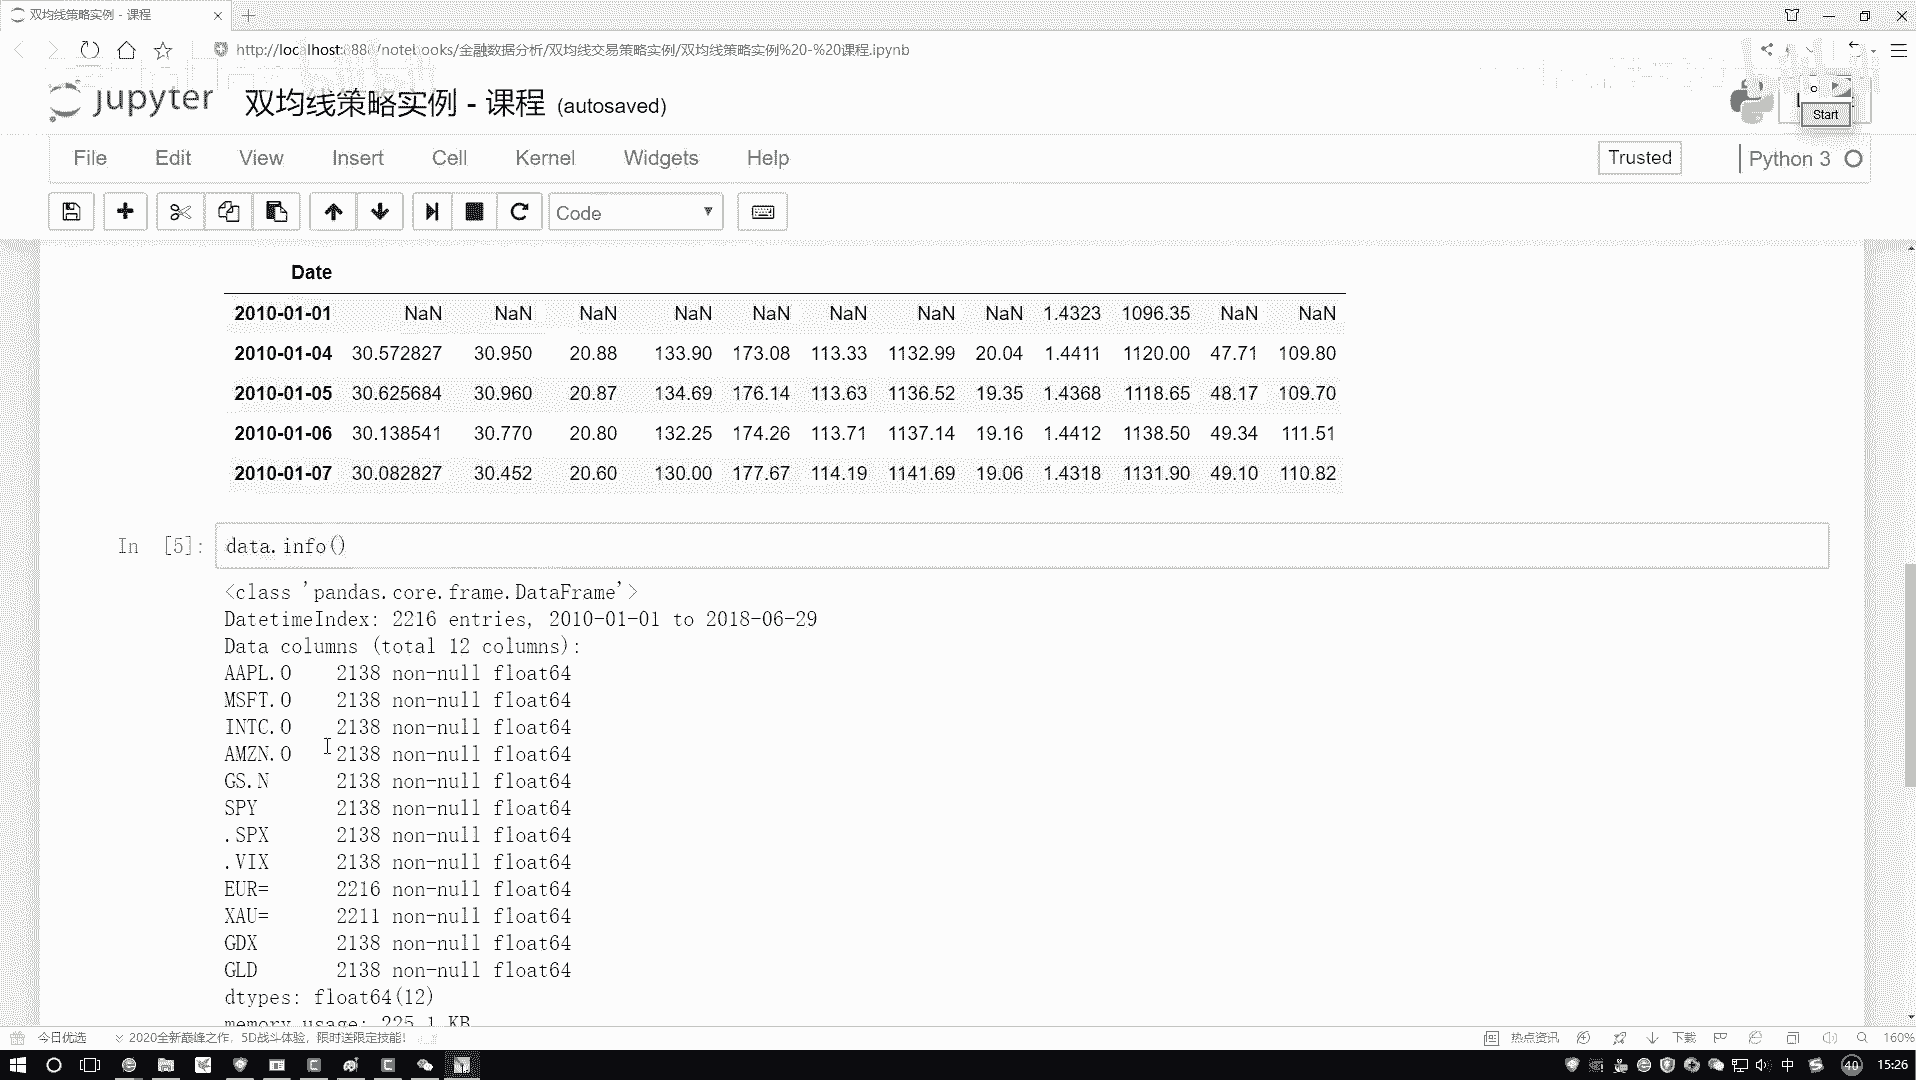 双均线策略实例 - 课程
http://localhost:888/notebooks/金融数据分析/双均线交易策略实例/双均线策略实例%20-%20课程.ipynb
jupyter 双均线策略实例 - 课程 (autosaved)
Start
File Edit View Insert Cell Kernel Widgets Help
Trusted Python 3
Code
Date
2010-01-01 NaN NaN NaN NaN NaN NaN NaN NaN 1.4323 1096.35 NaN NaN
2010-01-04 30.572827 30.950 20.88 133.90 173.08 113.33 1132.99 20.04 1.4411 1120.00 47.71 109.80
2010-01-05 30.625684 30.960 20.87 134.69 176.14 113.63 1136.52 19.35 1.4368 1118.65 48.17 109.70
2010-01-06 30.138541 30.770 20.80 132.25 174.26 113.71 1137.14 19.16 1.4412 1138.50 49.34 111.51
2010-01-07 30.082827 30.452 20.60 130.00 177.67 114.19 1141.69 19.06 1.4318 1131.90 49.10 110.82
In [5]: data.info()
<class 'pandas.core.frame.DataFrame'>
DatetimeIndex: 2216 entries, 2010-01-01 to 2018-06-29
Data columns (total 12 columns):
AAPL.O 2138 non-null float64
MSFT.O 2138 non-null float64
INTC.O 2138 non-null float64
AMZN.O 2138 non-null float64
GS.N 2138 non-null float64
SPY 2138 non-null float64
.SPX 2138 non-null float64
.VIX 2138 non-null float64
EUR= 2216 non-null float64
XAU= 2211 non-null float64
GDX 2138 non-null float64
GLD 2138 non-null float64
dtypes: float64(12)
memory usage: 225.1 KB
今日优选 2020全新巅峰之作，5D战斗体验，限时送限定技能！ 热点资讯 下载 160%
中 40 15:26